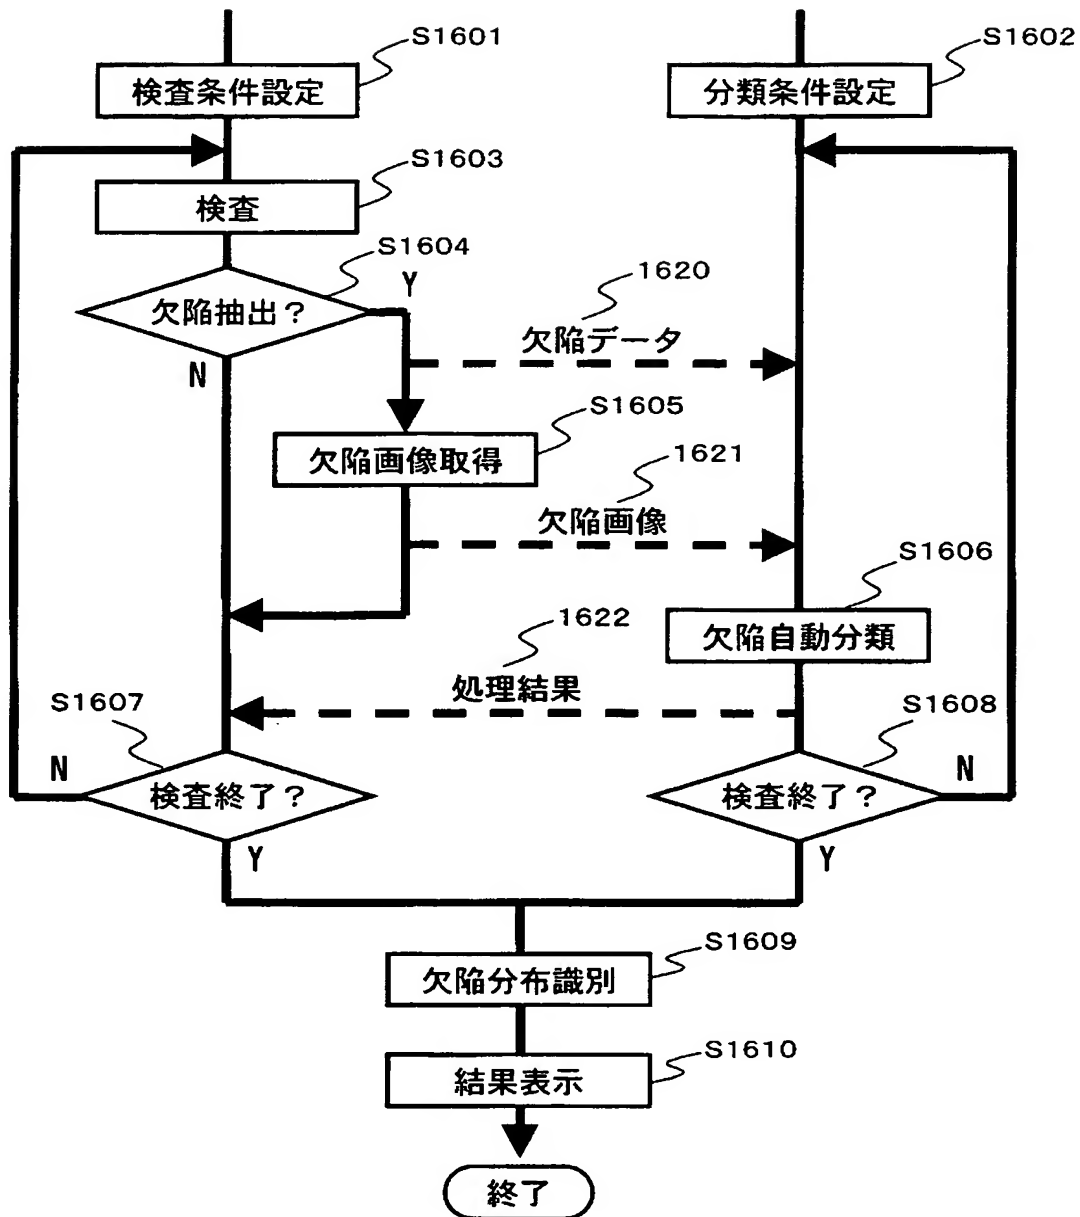 S1601
S1602
検査条件設定
分類条件設定
S1603
検査
S1604
欠陥抽出？
Y
N
1620
欠陥データ
S1605
欠陥画像取得
1621
欠陥画像
S1606
欠陥自動分類
1622
処理結果
S1607
検査終了？
N
Y
S1608
検査終了？
N
Y
S1609
欠陥分布識別
S1610
結果表示
終了